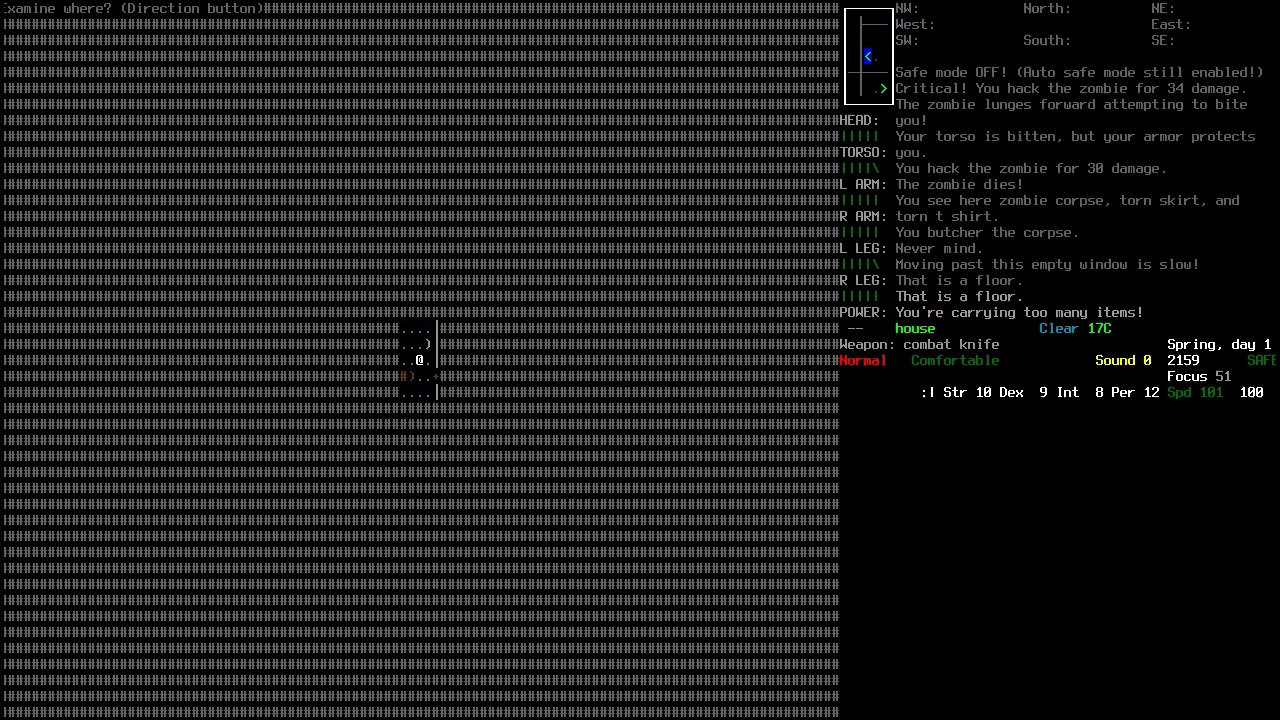 Examine where? (Direction button)
NW: North: NE:
West: East:
SW: South: SE:
Safe mode OFF! (Auto safe mode still enabled!)
Critical! You hack the zombie for 34 damage.
The zombie lunges forward attempting to bite
HEAD: you!
Your torso is bitten, but your armor protects
TORSO: you.
||||\ You hack the zombie for 30 damage.
L ARM: The zombie dies!
||||| You see here zombie corpse, torn skirt, and
R ARM: torn t shirt.
||||| You butcher the corpse.
L LEG: Never mind.
||||\ Moving past this empty window is slow!
R LEG: That is a floor.
||||| That is a floor.
POWER: You're carrying too many items!
-- house Clear 17C
Weapon: combat knife Spring, day 1
Normal Comfortable Sound 0 2159 SAFE
Focus 51
:| Str 10 Dex 9 Int 8 Per 12 Spd 101 100